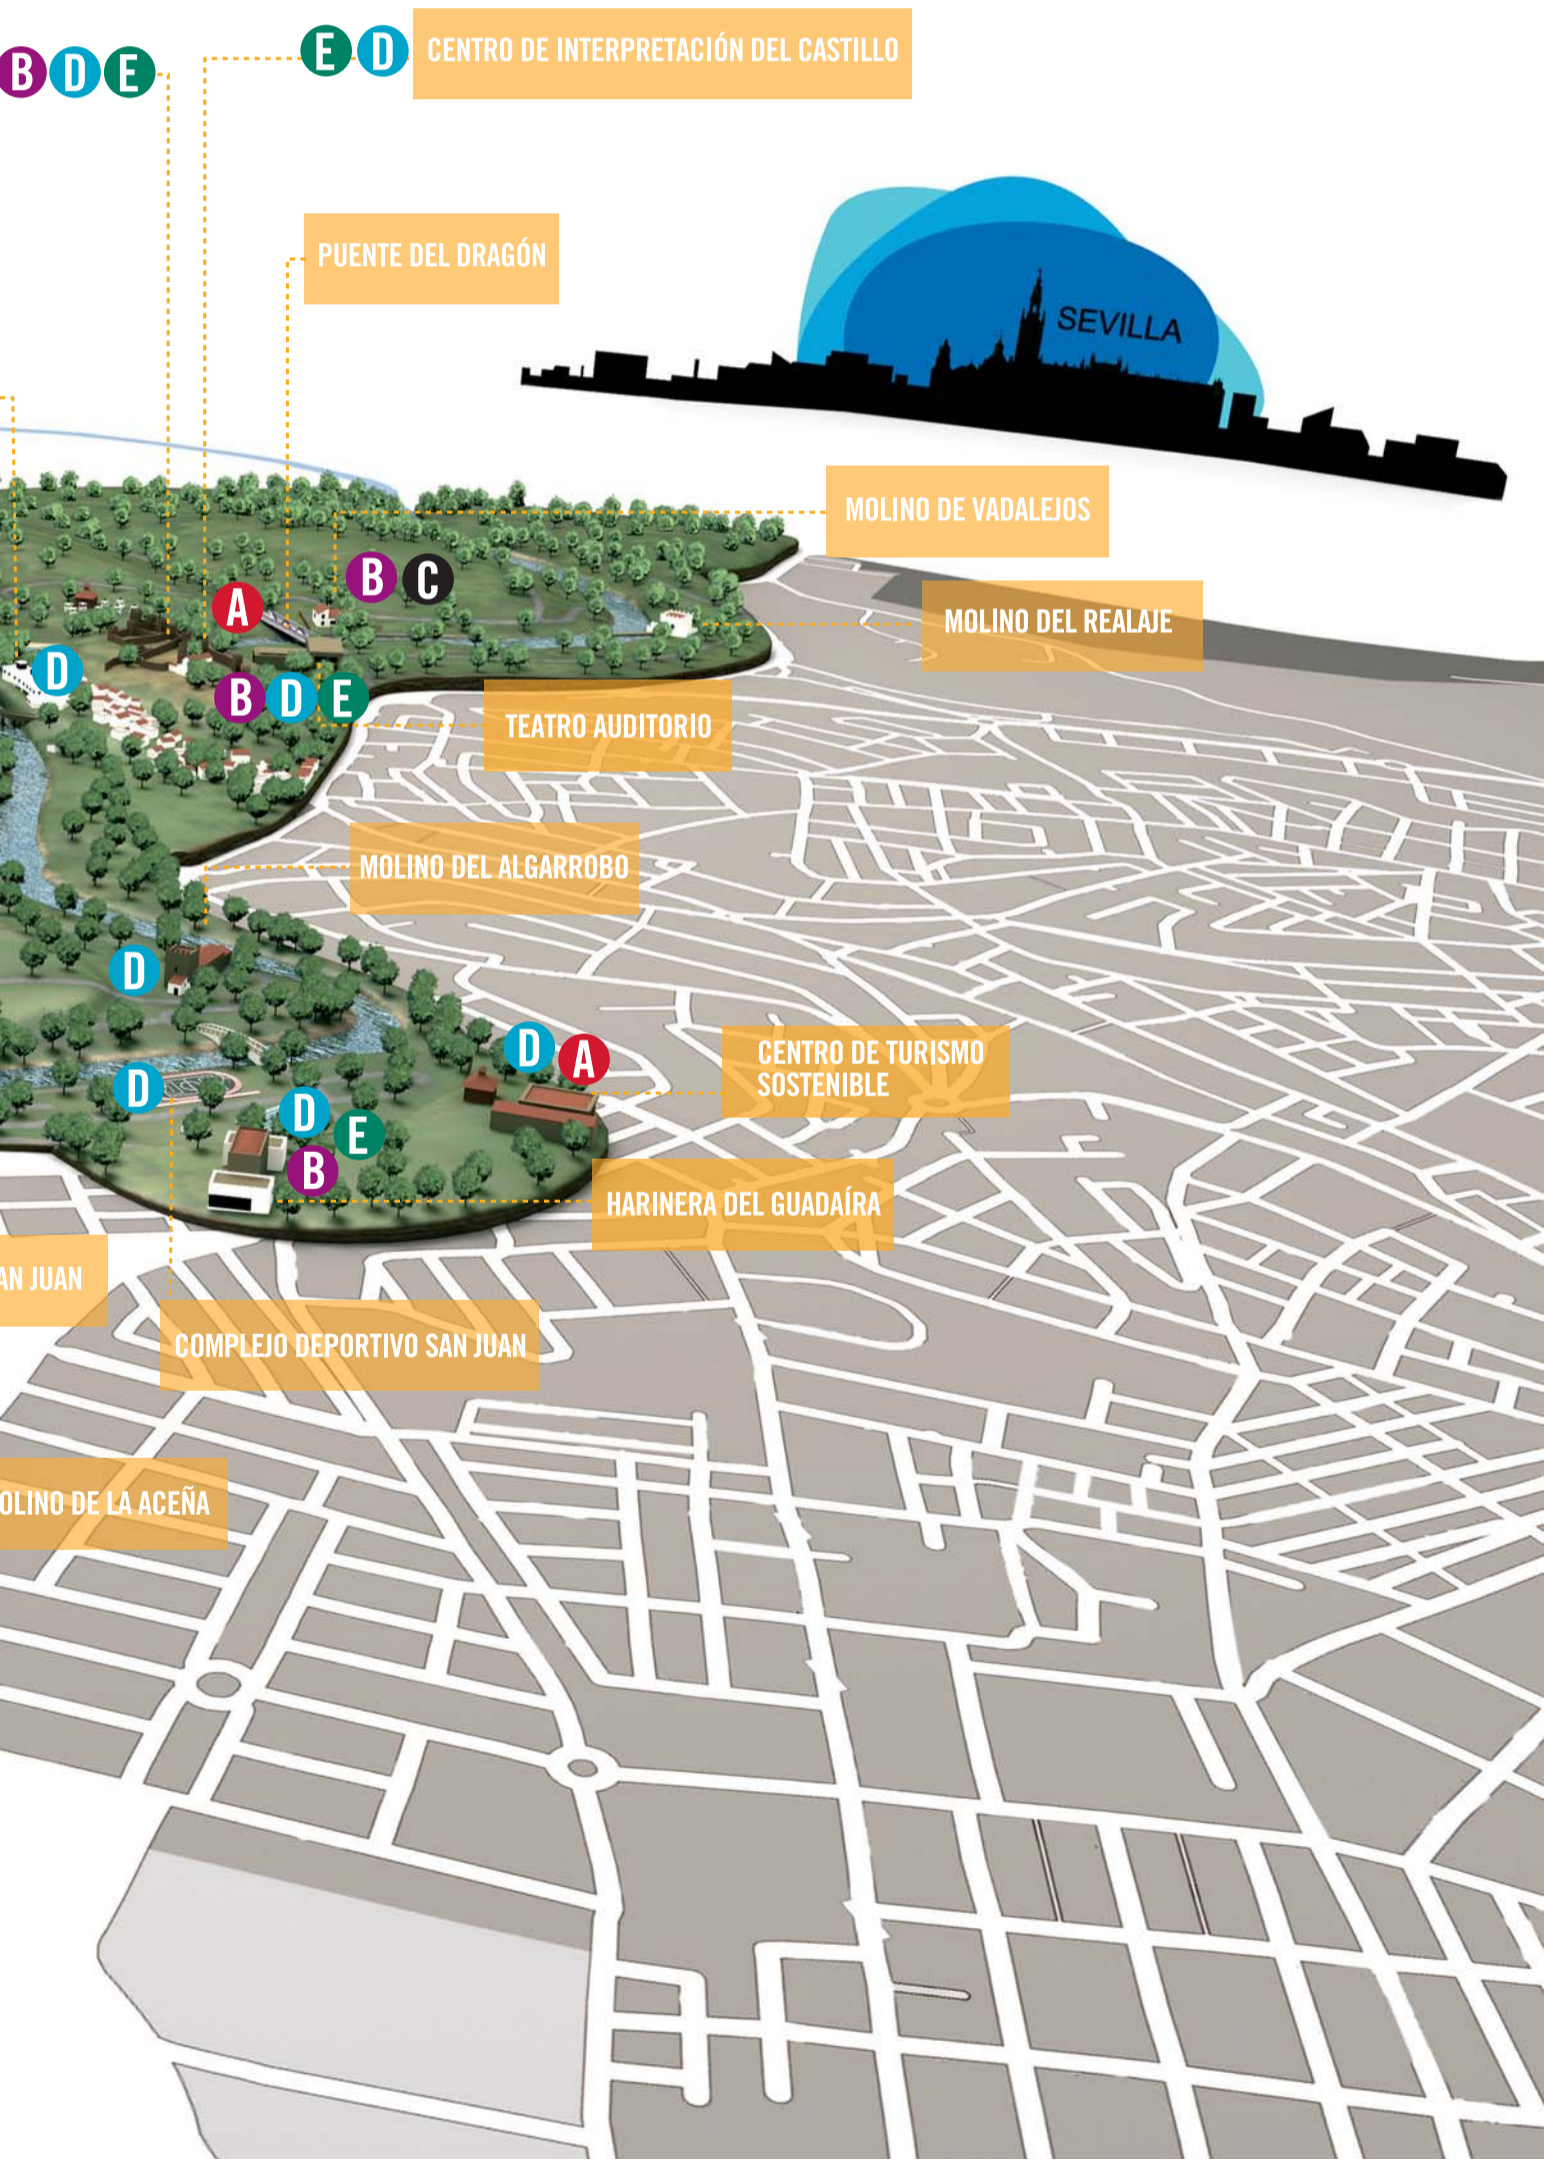 E D CENTRO DE INTERPRETACIÓN DEL CASTILLO
B D E
PUENTE DEL DRAGÓN
SEVILLA
MOLINO DE VADALEJOS
B C
A
MOLINO DEL REALAJE
D
B D E
TEATRO AUDITORIO
MOLINO DEL ALGARROBO
D
D A
CENTRO DE TURISMO
SOSTENIBLE
D
D
E
B
HARINERA DEL GUADAÍRA
AN JUAN
COMPLEJO DEPORTIVO SAN JUAN
OLINO DE LA ACEÑA